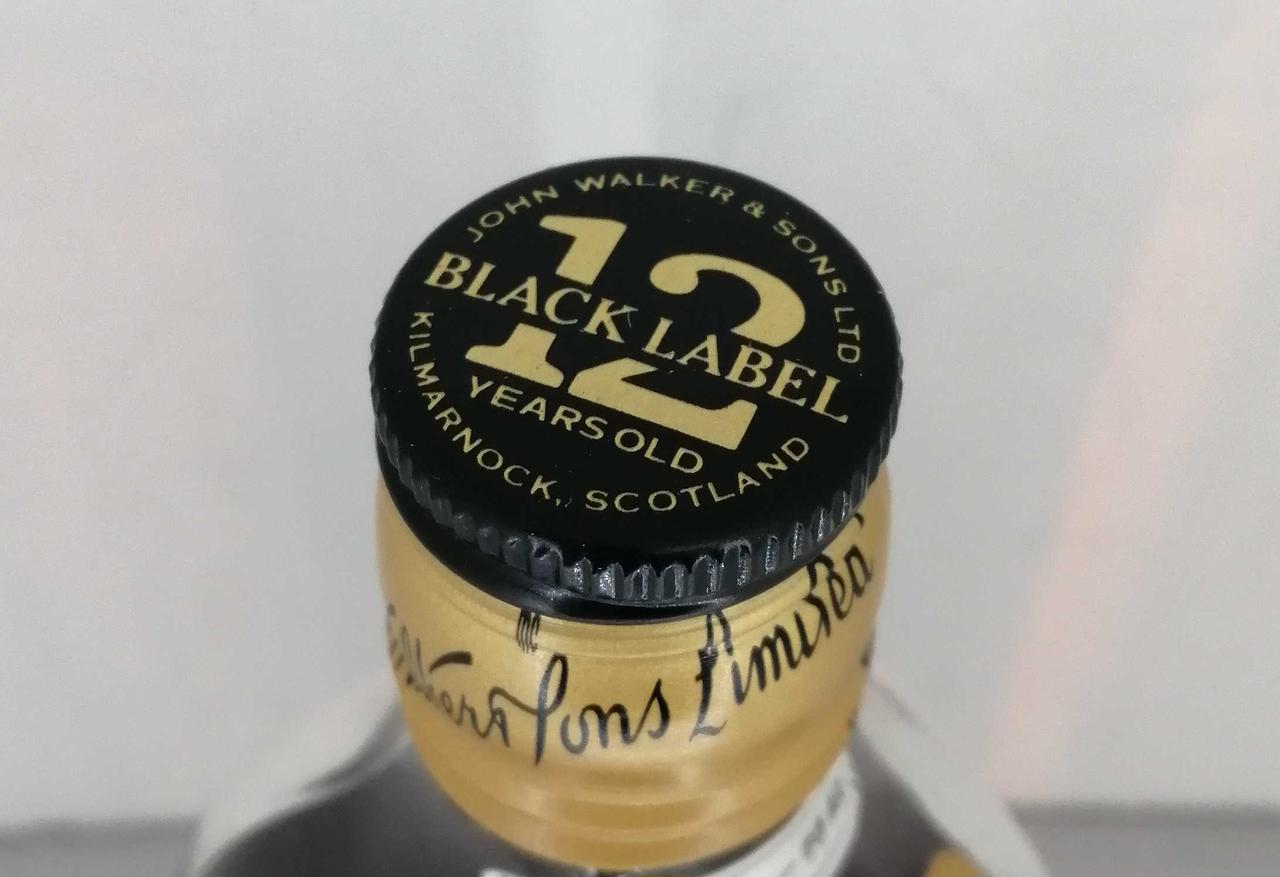 JOHN WALKER & SONS LTD
12
BLACK LABEL
YEARS OLD
KILMARNOCK, SCOTLAND
Sons Limited